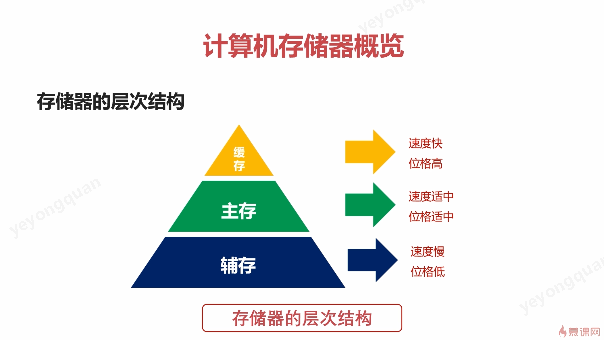 计算机存储器概览
存储器的层次结构
缓
存
速度快
位格高
主存
速度适中
位格适中
辅存
速度慢
位格低
存储器的层次结构
yeyongquan
yeyongquan
yeyongquan
慕课网